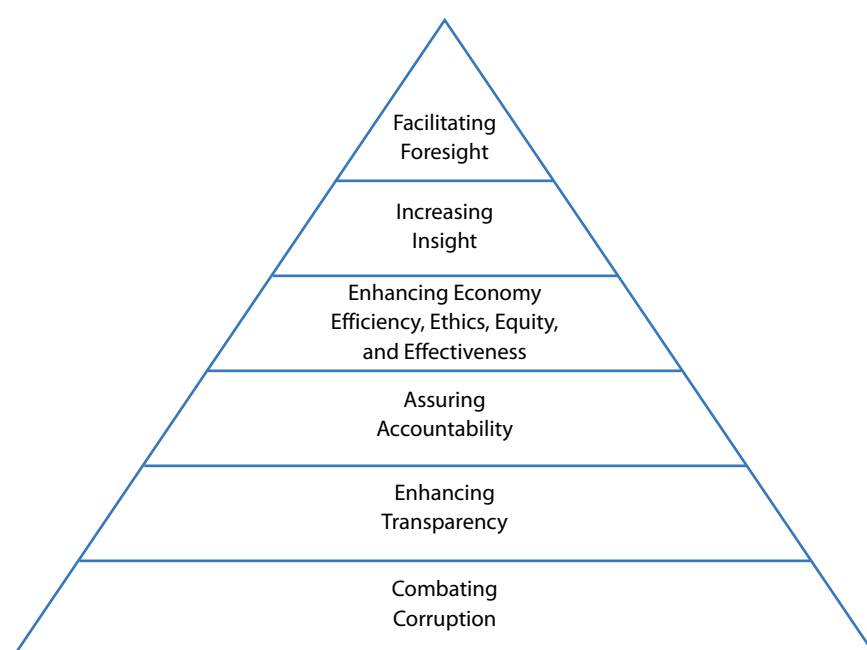 Facilitating
Foresight
Increasing
Insight
Enhancing Economy
Efficiency, Ethics, Equity,
and Effectiveness
Assuring
Accountability
Enhancing
Transparency
Combating
Corruption